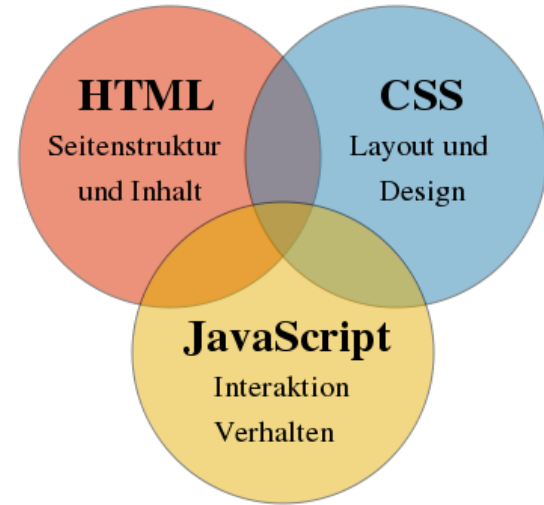 HTML
Seitenstruktur
und Inhalt
CSS
Layout und
Design
JavaScript
Interaktion
Verhalten